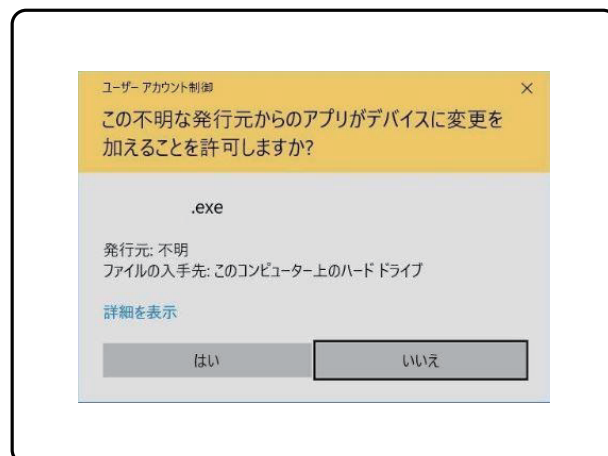 ユーザー アカウント制御
この不明な発行元からのアプリがデバイスに変更を
加えることを許可しますか?
.exe
発行元: 不明
ファイルの入手先: このコンピューター上のハード ドライブ
詳細を表示
はい
いいえ